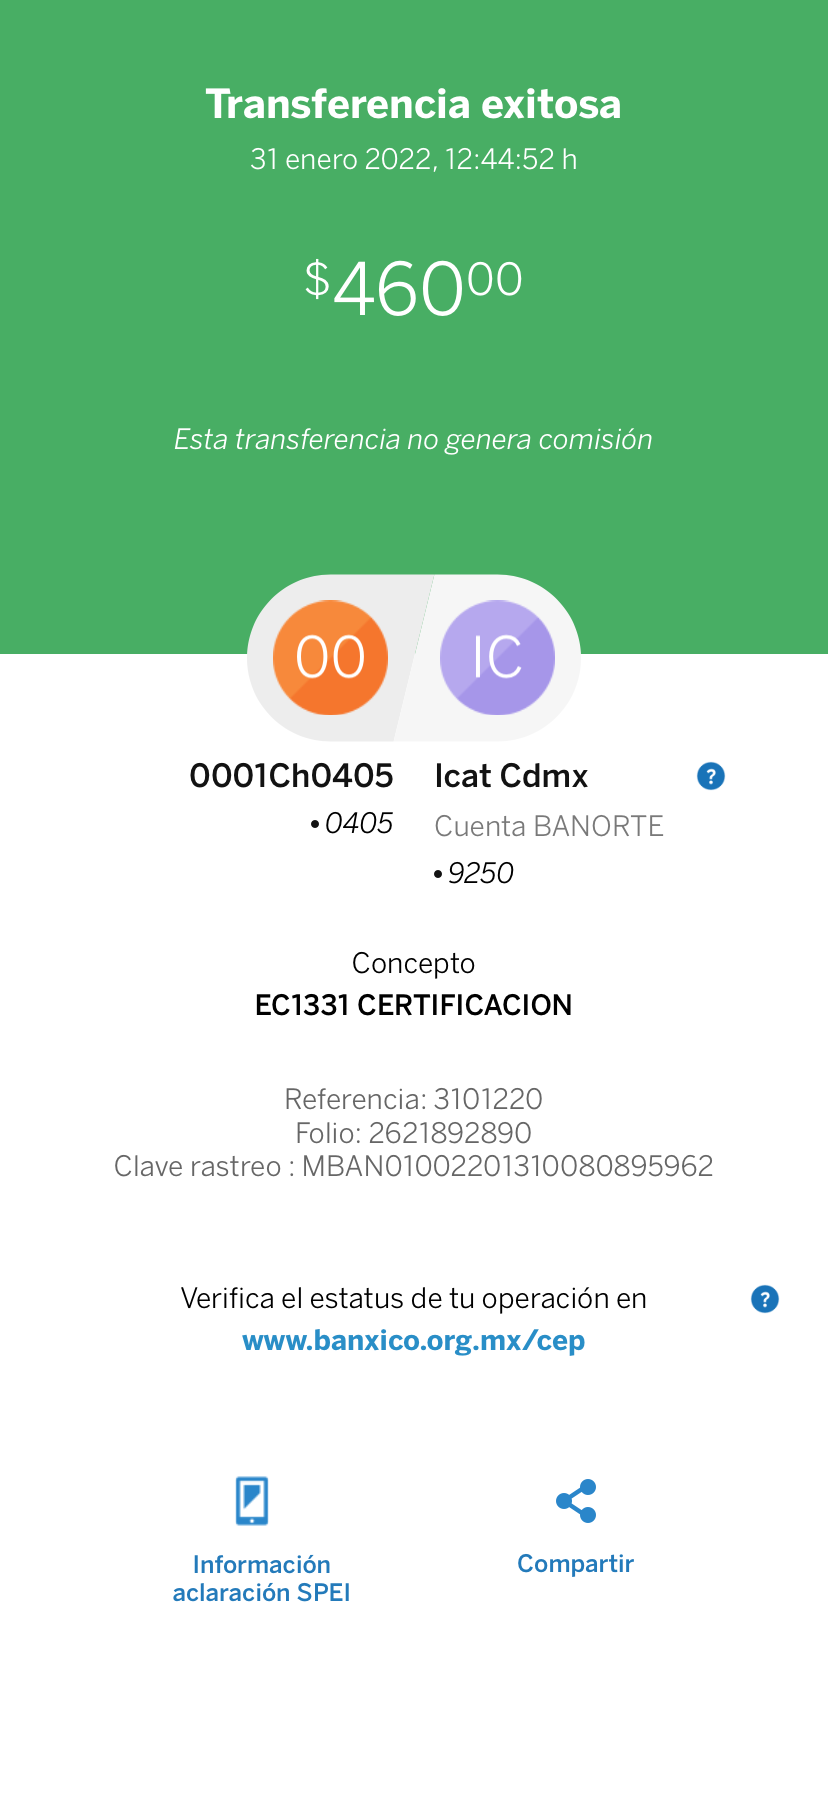 Transferencia exitosa
31 enero 2022, 12:44:52 h
$46000
Esta transferencia no genera comisión
00
IC
0001Ch0405
•0405
Icat Cdmx
?
Cuenta BANORTE
•9250
Concepto
EC1331 CERTIFICACION
Referencia: 3101220
Folio: 2621892890
Clave rastreo : MBAN01002201310080895962
Verifica el estatus de tu operación en
?
www.banxico.org.mx/cep
Información
aclaración SPEI
Compartir